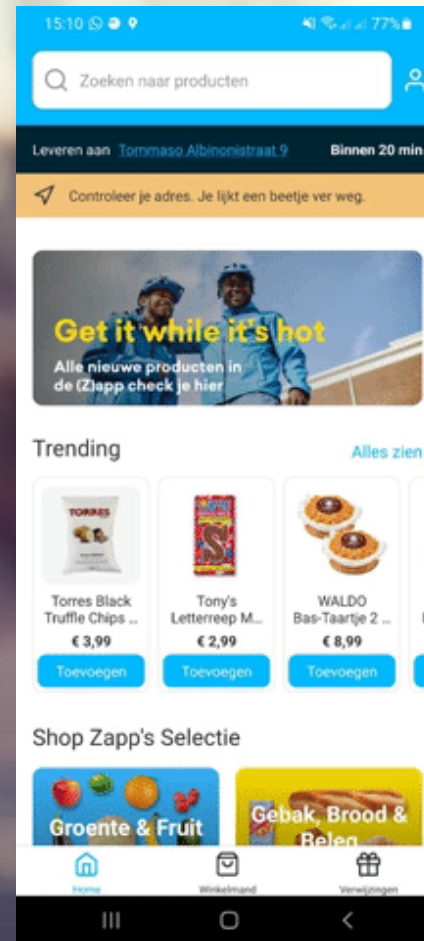 15:10
77%
Zoeken naar producten
Leveren aan Tommaso Albinonistraat 9 Binnen 20 min
Controleer je adres. Je lijkt een beetje ver weg.
Get it while it's hot
Alle nieuwe producten in
de (Z)app check je hier
Trending
Alles zien
TORRES
Torres Black
Truffle Chips ...
€ 3,99
Toevoegen
Tony's
Letterreep M...
€ 2,99
Toevoegen
WALDO
Bas-Taartje 2 ...
€ 8,99
Toevoegen
Shop Zapp's Selectie
Groente & Fruit
Gebak, Brood &
Beleg
Home
Winkelmand
Verwijzingen